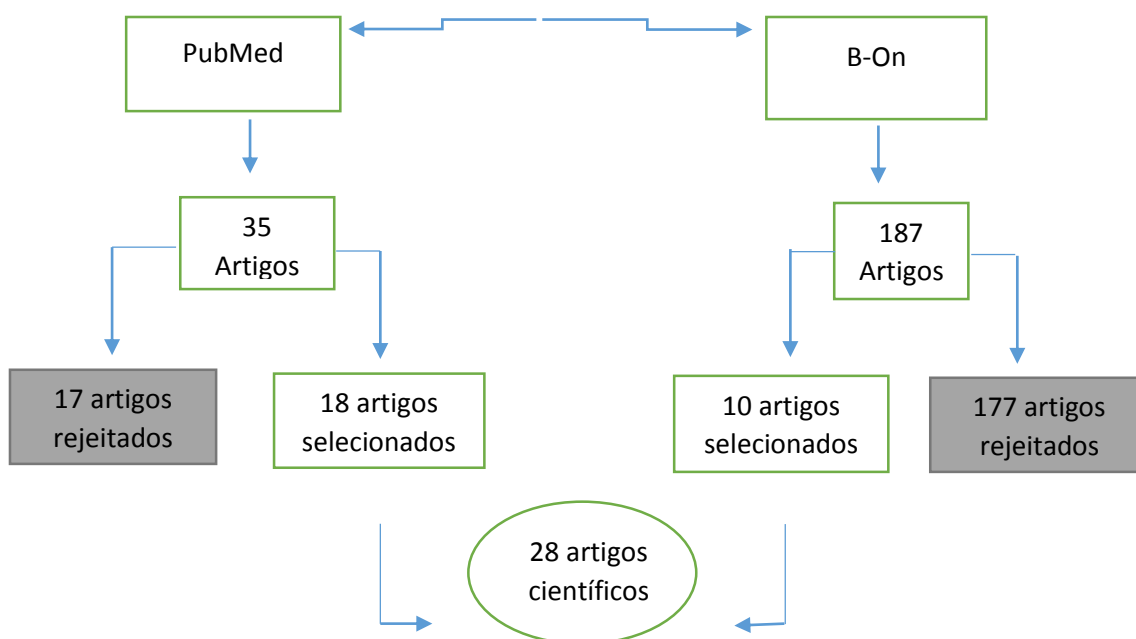 PubMed
B-On
35
Artigos
187
Artigos
17 artigos
rejeitados
18 artigos
selecionados
10 artigos
selecionados
177 artigos
rejeitados
28 artigos
científicos